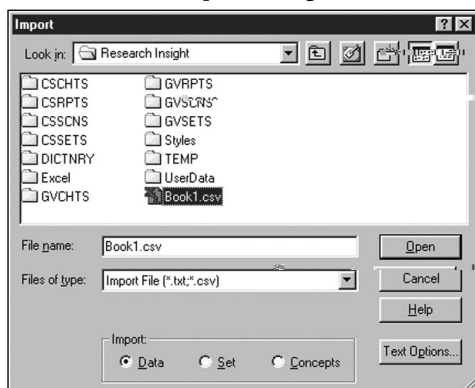 Import
Look in: Research Insight
CSCHTS
CSRPTS
CSSCNS
CSSETS
DICTNRY
Excel
GVCHTS
GVRPTS
GVSCNS
GVSETS
Styles
TEMP
UserData
Book1.csv
File name: Book1.csv
Open
Files of type: Import File (*.txt;*.csv)
Cancel
Help
Import:
Data Set Concepts
Text Options...